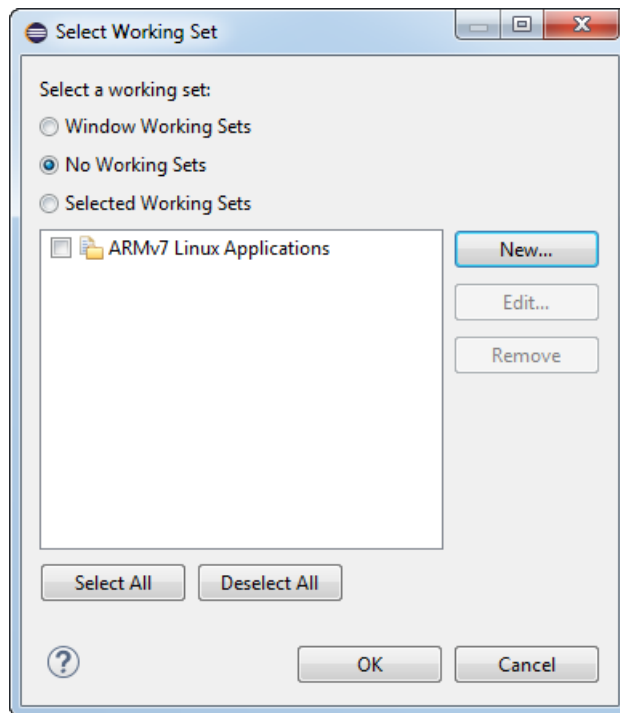 Select Working Set
Select a working set:
Window Working Sets
No Working Sets
Selected Working Sets
ARMv7 Linux Applications
New...
Edit...
Remove
Select All Deselect All
? OK Cancel